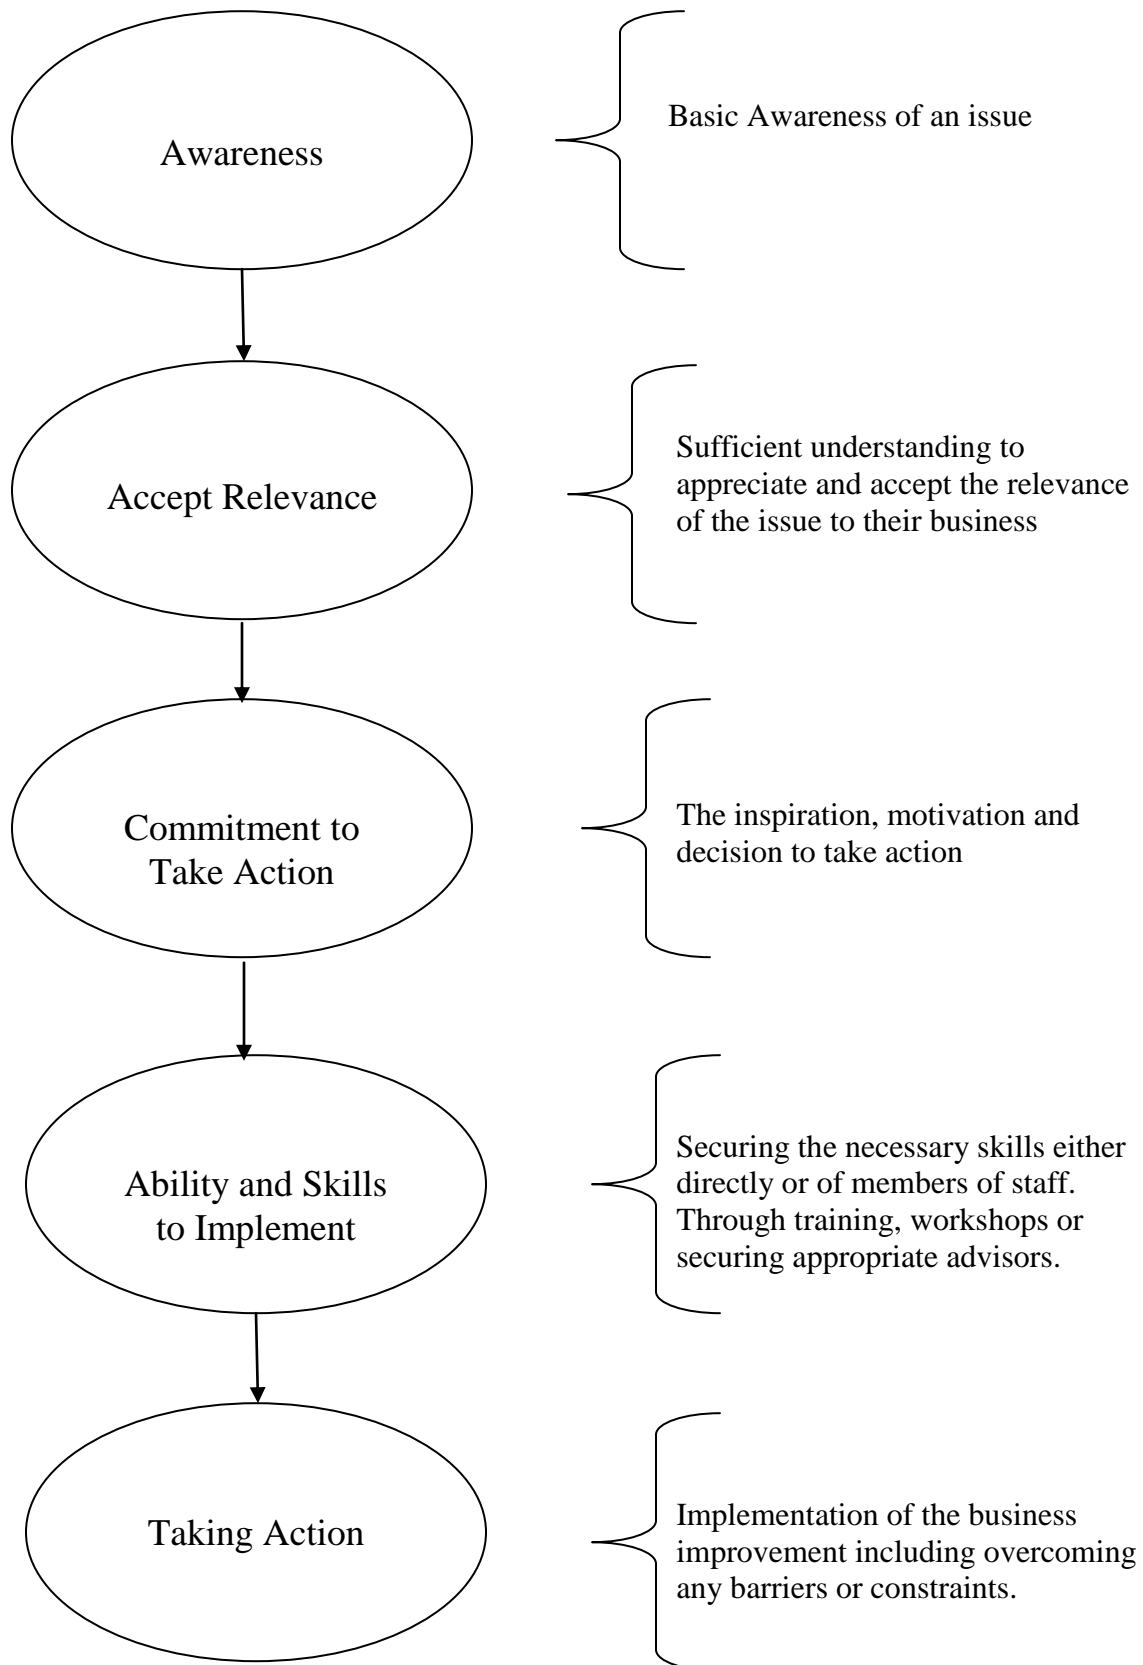 Awareness
Basic Awareness of an issue
Accept Relevance
Sufficient understanding to
appreciate and accept the relevance
of the issue to their business
Commitment to
Take Action
The inspiration, motivation and
decision to take action
Ability and Skills
to Implement
Securing the necessary skills either
directly or of members of staff.
Through training, workshops or
securing appropriate advisors.
Taking Action
Implementation of the business
improvement including overcoming
any barriers or constraints.